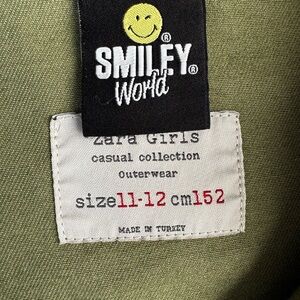 SMILEY®
World
Zara Girls
casual collection
Outerwear
size11-12 cm152
MADE IN TURKEY